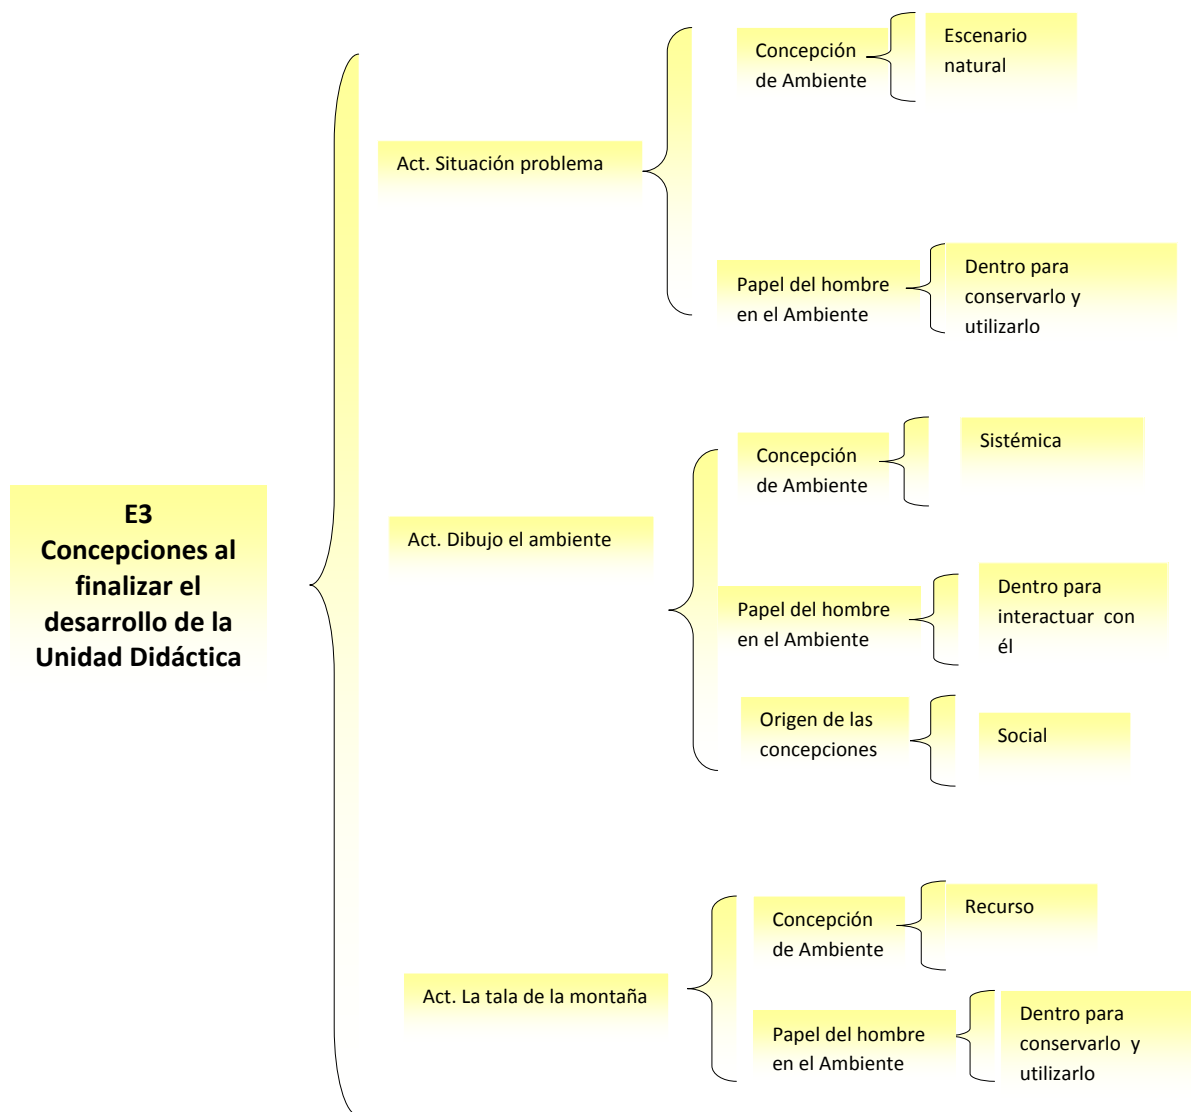 E3
Concepciones al
finalizar el
desarrollo de la
Unidad Didáctica
Act. Situación problema
Concepción
de Ambiente
Escenario
natural
Papel del hombre
en el Ambiente
Dentro para
conservarlo y
utilizarlo
Act. Dibujo el ambiente
Concepción
de Ambiente
Sistémica
Papel del hombre
en el Ambiente
Dentro para
interactuar con
él
Origen de las
concepciones
Social
Act. La tala de la montaña
Concepción
de Ambiente
Recurso
Papel del hombre
en el Ambiente
Dentro para
conservarlo y
utilizarlo